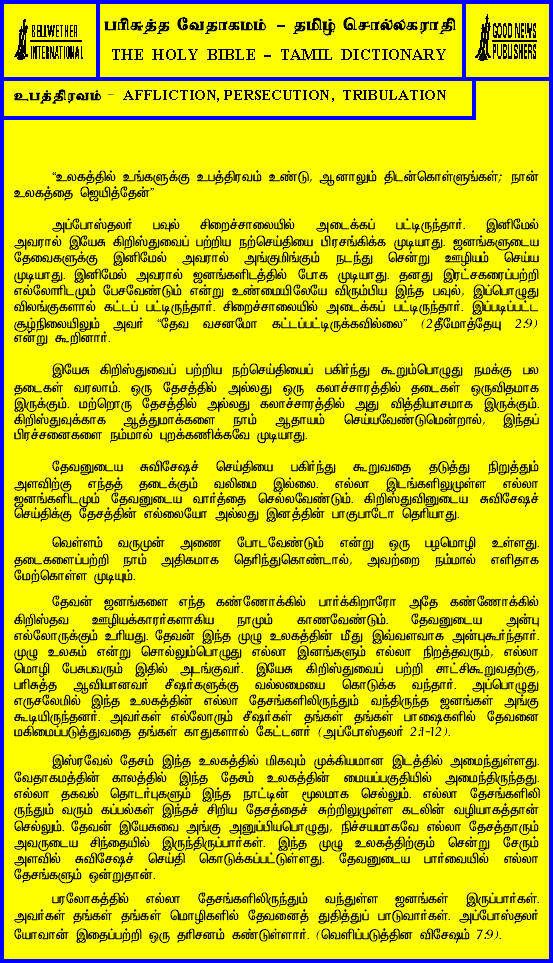 BELLWETHER
INTERNATIONAL
பரிசுத்த வேதாகமம் - தமிழ் சொல்லகராதி
THE HOLY BIBLE - TAMIL DICTIONARY
GOOD NEWS
PUBLISHERS
உபத்திரவம் - AFFLICTION, PERSECUTION, TRIBULATION
“உலகத்தில் உங்களுக்கு உபத்திரவம் உண்டு, ஆனாலும் திடன்கொள்ளுங்கள்; நான்
உலகத்தை ஜெயித்தேன்”
அப்போஸ்தலர் பவுல் சிறைச்சாலையில் அடைக்கப் பட்டிருந்தார். இனிமேல்
அவரால் இயேசு கிறிஸ்துவைப் பற்றிய நற்செய்தியை பிரசங்கிக்க முடியாது. ஜனங்களுடைய
தேவைகளுக்கு இனிமேல் அவரால் அங்குமிங்கும் நடந்து சென்று ஊழியம் செய்ய
முடியாது. இனிமேல் அவரால் ஜனங்களிடத்தில் போக முடியாது. தனது இரட்சகரைப்பற்றி
எல்லோரிடமும் பேசவேண்டும் என்று உண்மையிலேயே விரும்பிய இந்த பவுல், இப்பொழுது
விலங்குகளால் கட்டப் பட்டிருந்தார். சிறைச்சாலையில் அடைக்கப் பட்டிருந்தார். இப்படிப்பட்ட
சூழ்நிலையிலும் அவர் “தேவ வசனமோ கட்டப்பட்டிருக்கவில்லை” (2தீமோத்தேயு 2:9)
என்று கூறினார்.
இயேசு கிறிஸ்துவைப் பற்றிய நற்செய்தியைப் பகிர்ந்து கூறும்பொழுது நமக்கு பல
தடைகள் வரலாம். ஒரு தேசத்தில் அல்லது ஒரு கலாச்சாரத்தில் தடைகள் ஒருவிதமாக
இருக்கும். மற்றொரு தேசத்தில் அல்லது கலாச்சாரத்தில் அது வித்தியாசமாக இருக்கும்.
கிறிஸ்துவுக்காக ஆத்துமாக்களை நாம் ஆதாயம் செய்யவேண்டுமென்றால், இந்தப்
பிரச்சனைகளை நம்மால் புறக்கணிக்கவே முடியாது.
தேவனுடைய சுவிசேஷச் செய்தியை பகிர்ந்து கூறுவதை தடுத்து நிறுத்தும்
அளவிற்கு எந்தத் தடைக்கும் வலிமை இல்லை. எல்லா இடங்களிலுமுள்ள எல்லா
ஜனங்களிடமும் தேவனுடைய வார்த்தை செல்லவேண்டும். கிறிஸ்துவினுடைய சுவிசேஷச்
செய்திக்கு தேசத்தின் எல்லையோ அல்லது இனத்தின் பாகுபாடோ தெரியாது.
வெள்ளம் வருமுன் அணை போடவேண்டும் என்று ஒரு பழமொழி உள்ளது.
தடைகளைப்பற்றி நாம் அதிகமாக தெரிந்துகொண்டால், அவற்றை நம்மால் எளிதாக
மேற்கொள்ள முடியும்.
தேவன் ஜனங்களை எந்த கண்ணோக்கில் பார்க்கிறாரோ அதே கண்ணோக்கில்
கிறிஸ்தவ ஊழியக்காரர்களாகிய நாமும் காணவேண்டும். தேவனுடைய அன்பு
எல்லோருக்கும் உரியது. தேவன் இந்த முழு உலகத்தின் மீது இவ்வளவாக அன்புகூர்ந்தார்.
முழு உலகம் என்று சொல்லும்பொழுது எல்லா இனங்களும் எல்லா நிறத்தவரும், எல்லா
மொழி பேசுபவரும் இதில் அடங்குவர். இயேசு கிறிஸ்துவைப் பற்றி சாட்சிகூறுவதற்கு,
பரிசுத்த ஆவியானவர் சீஷர்களுக்கு வல்லமையை கொடுக்க வந்தார். அப்பொழுது
எருசலேமில் இந்த உலகத்தின் எல்லா தேசங்களிலிருந்தும் வந்திருந்த ஜனங்கள் அங்கு
கூடியிருந்தனர். அவர்கள் எல்லோரும் சீஷர்கள் தங்கள் தங்கள் பாஷைகளில் தேவனை
மகிமைப்படுத்துவதை தங்கள் காதுகளால் கேட்டனர் (அப்போஸ்தலர் 2:1-12).
இஸ்ரவேல் தேசம் இந்த உலகத்தில் மிகவும் முக்கியமான இடத்தில் அமைந்துள்ளது.
வேதாகமத்தின் காலத்தில் இந்த தேசம் உலகத்தின் மையப்பகுதியில் அமைந்திருந்தது.
எல்லா தகவல் தொடர்புகளும் இந்த நாட்டின் மூலமாக செல்லும். எல்லா தேசங்களிலி
ருந்தும் வரும் கப்பல்கள் இந்தச் சிறிய தேசத்தைச் சுற்றிலுமுள்ள கடலின் வழியாகத்தான்
செல்லும். தேவன் இயேசுவை அங்கு அனுப்பியபொழுது, நிச்சயமாகவே எல்லா தேசத்தாரும்
அவருடைய சிந்தையில் இருந்திருப்பார்கள். இந்த முழு உலகத்திற்கும் சென்று சேரும்
அளவில் சுவிசேஷச் செய்தி கொடுக்கப்பட்டுள்ளது. தேவனுடைய பார்வையில் எல்லா
தேசங்களும் ஒன்றுதான்.
பரலோகத்தில் எல்லா தேசங்களிலிருந்தும் வந்துள்ள ஜனங்கள் இருப்பார்கள்.
அவர்கள் தங்கள் தங்கள் மொழிகளில் தேவனைத் துதித்துப் பாடுவார்கள். அப்போஸ்தலர்
யோவான் இதைப்பற்றி ஒரு தரிசனம் கண்டுள்ளார். (வெளிப்படுத்தின விசேஷம் 7:9).